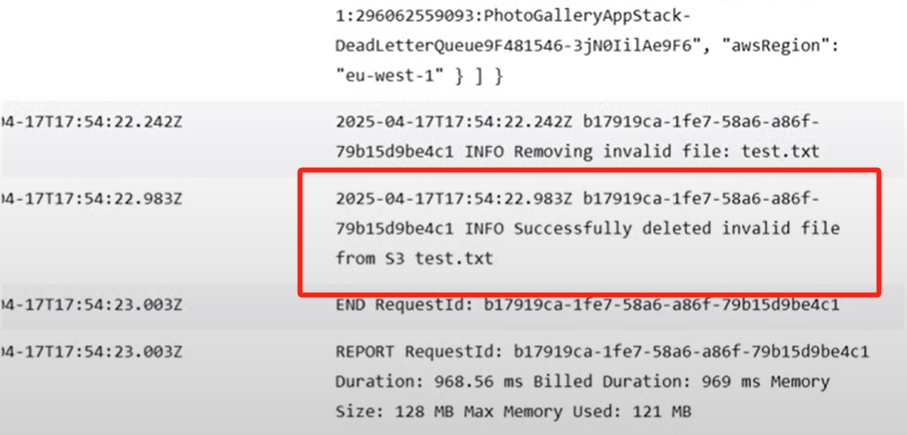 1:296062559093:PhotoGalleryAppStack-
DeadLetterQueue9F481546-3jN0IilAe9F6", "awsRegion":
"eu-west-1" } ] }
04-17T17:54:22.242Z
2025-04-17T17:54:22.242Z b17919ca-1fe7-58a6-a86f-
79b15d9be4c1 INFO Removing invalid file: test.txt
04-17T17:54:22.983Z
2025-04-17T17:54:22.983Z b17919ca-1fe7-58a6-a86f-
79b15d9be4c1 INFO Successfully deleted invalid file
from S3 test.txt
04-17T17:54:23.003Z
END RequestId: b17919ca-1fe7-58a6-a86f-79b15d9be4c1
04-17T17:54:23.003Z
REPORT RequestId: b17919ca-1fe7-58a6-a86f-79b15d9be4c1
Duration: 968.56 ms Billed Duration: 969 ms Memory
Size: 128 MB Max Memory Used: 121 MB